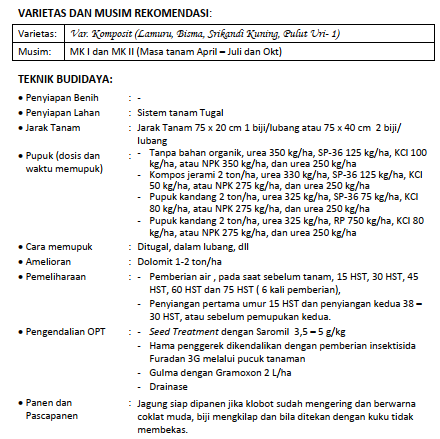 VARIETAS DAN MUSIM REKOMENDASI:
Varietas: Var. Komposit (Lamuru, Bisma, Srikandi Kuning, Pulut Uri- 1)
Musim: MK I dan MK II (Masa tanam April – Juli dan Okt)
TEKNIK BUDIDAYA:
• Penyiapan Benih : -
• Penyiapan Lahan : Sistem tanam Tugal
• Jarak Tanam : Jarak Tanam 75 x 20 cm 1 biji/lubang atau 75 x 40 cm 2 biji/
lubang
• Pupuk (dosis dan : - Tanpa bahan organik, urea 350 kg/ha, SP-36 125 kg/ha, KCl 100
waktu memupuk) kg/ha, atau NPK 350 kg/ha, dan urea 250 kg/ha
- Kompos jerami 2 ton/ha, urea 330 kg/ha, SP-36 125 kg/ha, KCl
50 kg/ha, atau NPK 275 kg/ha, dan urea 250 kg/ha
- Pupuk kandang 2 ton/ha, urea 325 kg/ha, SP-36 75 kg/ha, KCl
80 kg/ha, atau NPK 275 kg/ha, dan urea 250 kg/ha
- Pupuk kandang 2 ton/ha, urea 325 kg/ha, RP 750 kg/ha, KCl 80
kg/ha, atau NPK 275 kg/ha, dan urea 250 kg/ha
• Cara memupuk : Ditugal, dalam lubang, dll
• Amelioran : Dolomit 1-2 ton/ha
• Pemeliharaan : - Pemberian air , pada saat sebelum tanam, 15 HST, 30 HST, 45
HST, 60 HST dan 75 HST ( 6 kali pemberian),
- Penyiangan pertama umur 15 HST dan penyiangan kedua 38 –
30 HST, atau sebelum pemupukan kedua.
• Pengendalian OPT : - Seed Treatment dengan Saromil 3,5 – 5 g/kg
- Hama penggerek dikendalikan dengan pemberian insektisida
Furadan 3G melalui pucuk tanaman
- Gulma dengan Gramoxon 2 L/ha
- Drainase
• Panen dan : Jagung siap dipanen jika klobot sudah mengering dan berwarna
Pascapanen coklat muda, biji mengkilap dan bila ditekan dengan kuku tidak
membekas.